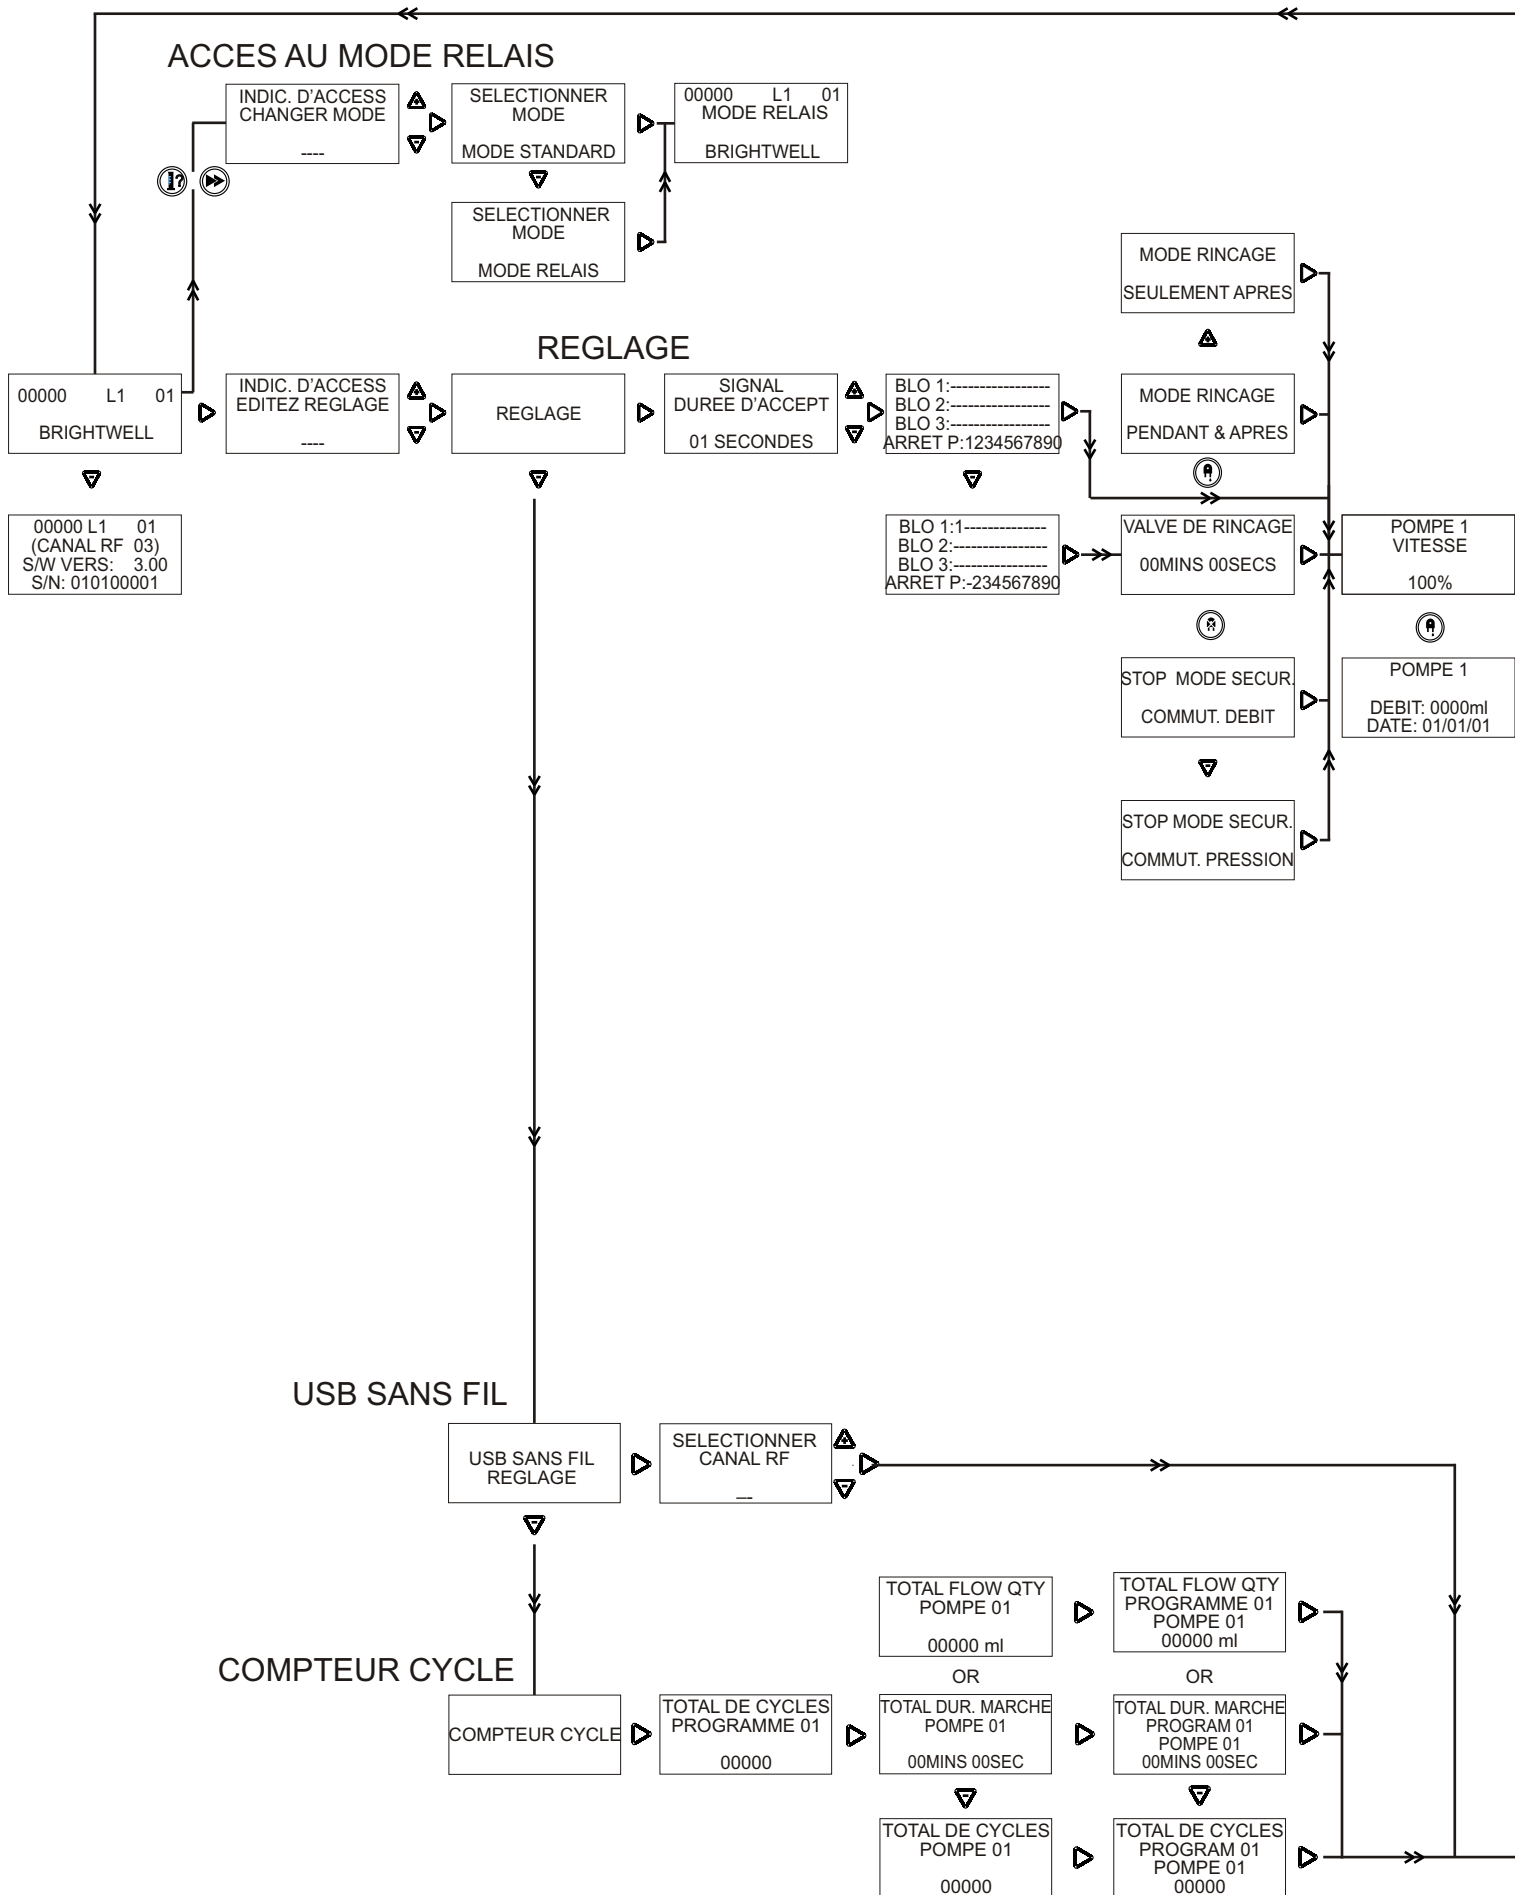 ACCES AU MODE RELAIS
INDIC. D'ACCESS
CHANGER MODE
----
SELECTIONNER
MODE
MODE STANDARD
00000 L1 01
MODE RELAIS
BRIGHTWELL
SELECTIONNER
MODE
MODE RELAIS
MODE RINCAGE
SEULEMENT APRES
REGLAGE
00000 L1 01
BRIGHTWELL
INDIC. D'ACCESS
EDITEZ REGLAGE
----
REGLAGE
SIGNAL
DUREE D'ACCEPT
01 SECONDES
BLO 1:-----------------
BLO 2:-----------------
BLO 3:-----------------
ARRET P:1234567890
MODE RINCAGE
PENDANT & APRES
00000 L1 01
(CANAL RF 03)
S/W VERS: 3.00
S/N: 010100001
BLO 1:1--------------
BLO 2:----------------
BLO 3:----------------
ARRET P:-234567890
VALVE DE RINCAGE
00MINS 00SECS
POMPE 1
VITESSE
100%
STOP MODE SECUR.
COMMUT. DEBIT
POMPE 1
DEBIT: 0000ml
DATE: 01/01/01
STOP MODE SECUR.
COMMUT. PRESSION
USB SANS FIL
USB SANS FIL
REGLAGE
SELECTIONNER
CANAL RF
---
TOTAL FLOW QTY
POMPE 01
00000 ml
TOTAL FLOW QTY
PROGRAMME 01
POMPE 01
00000 ml
OR
OR
COMPTEUR CYCLE
COMPTEUR CYCLE
TOTAL DE CYCLES
PROGRAMME 01
00000
TOTAL DUR. MARCHE
POMPE 01
00MINS 00SEC
TOTAL DUR. MARCHE
PROGRAM 01
POMPE 01
00MINS 00SEC
TOTAL DE CYCLES
POMPE 01
00000
TOTAL DE CYCLES
PROGRAM 01
POMPE 01
00000